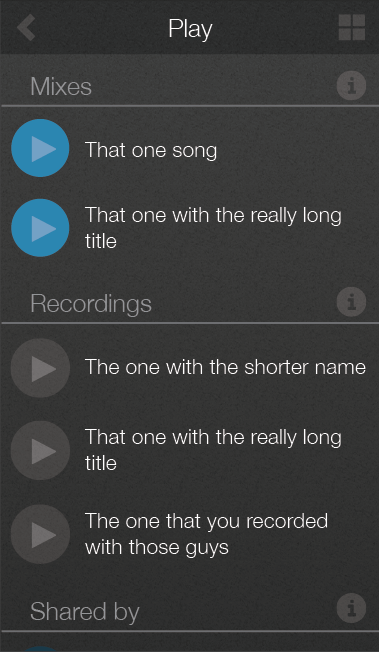 Play
Mixes
That one song
That one with the really long
title
Recordings
The one with the shorter name
That one with the really long
title
The one that you recorded
with those guys
Shared by